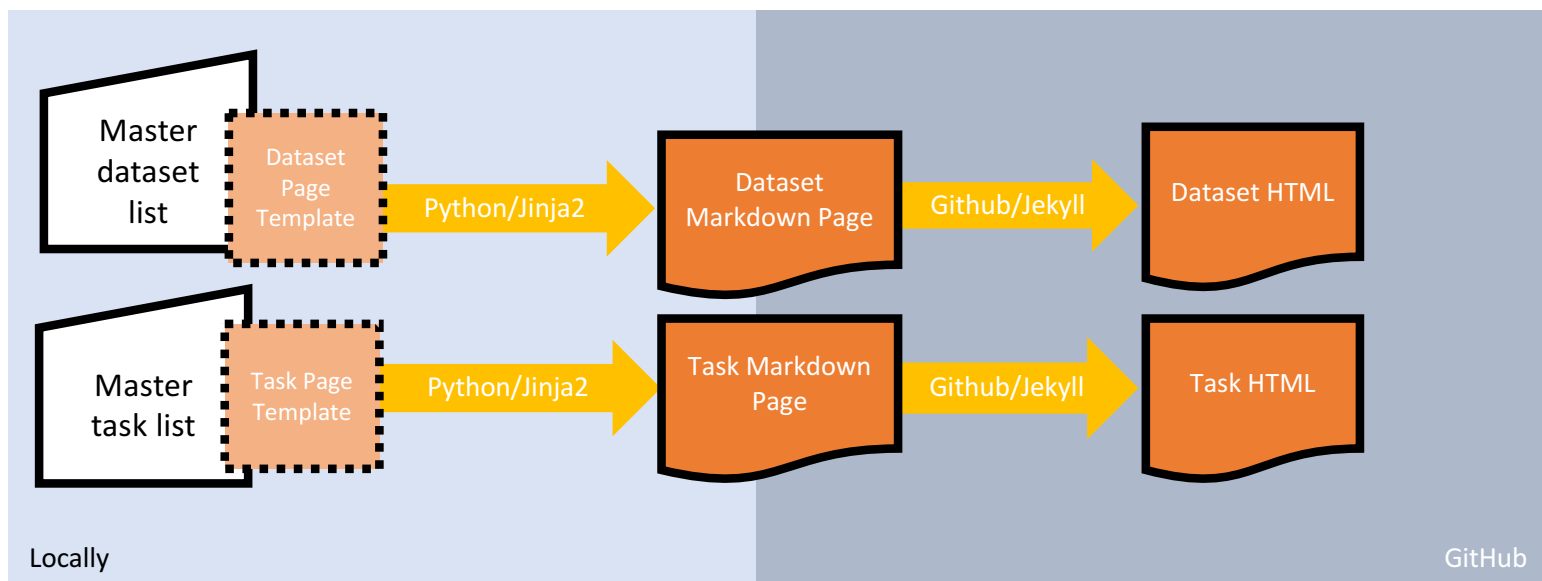 Master
dataset
list
Dataset
Page
Template
Python/Jinja2
Dataset
Markdown Page
Github/Jekyll
Dataset HTML
Master
task list
Task Page
Template
Python/Jinja2
Task Markdown
Page
Github/Jekyll
Task HTML
Locally
GitHub